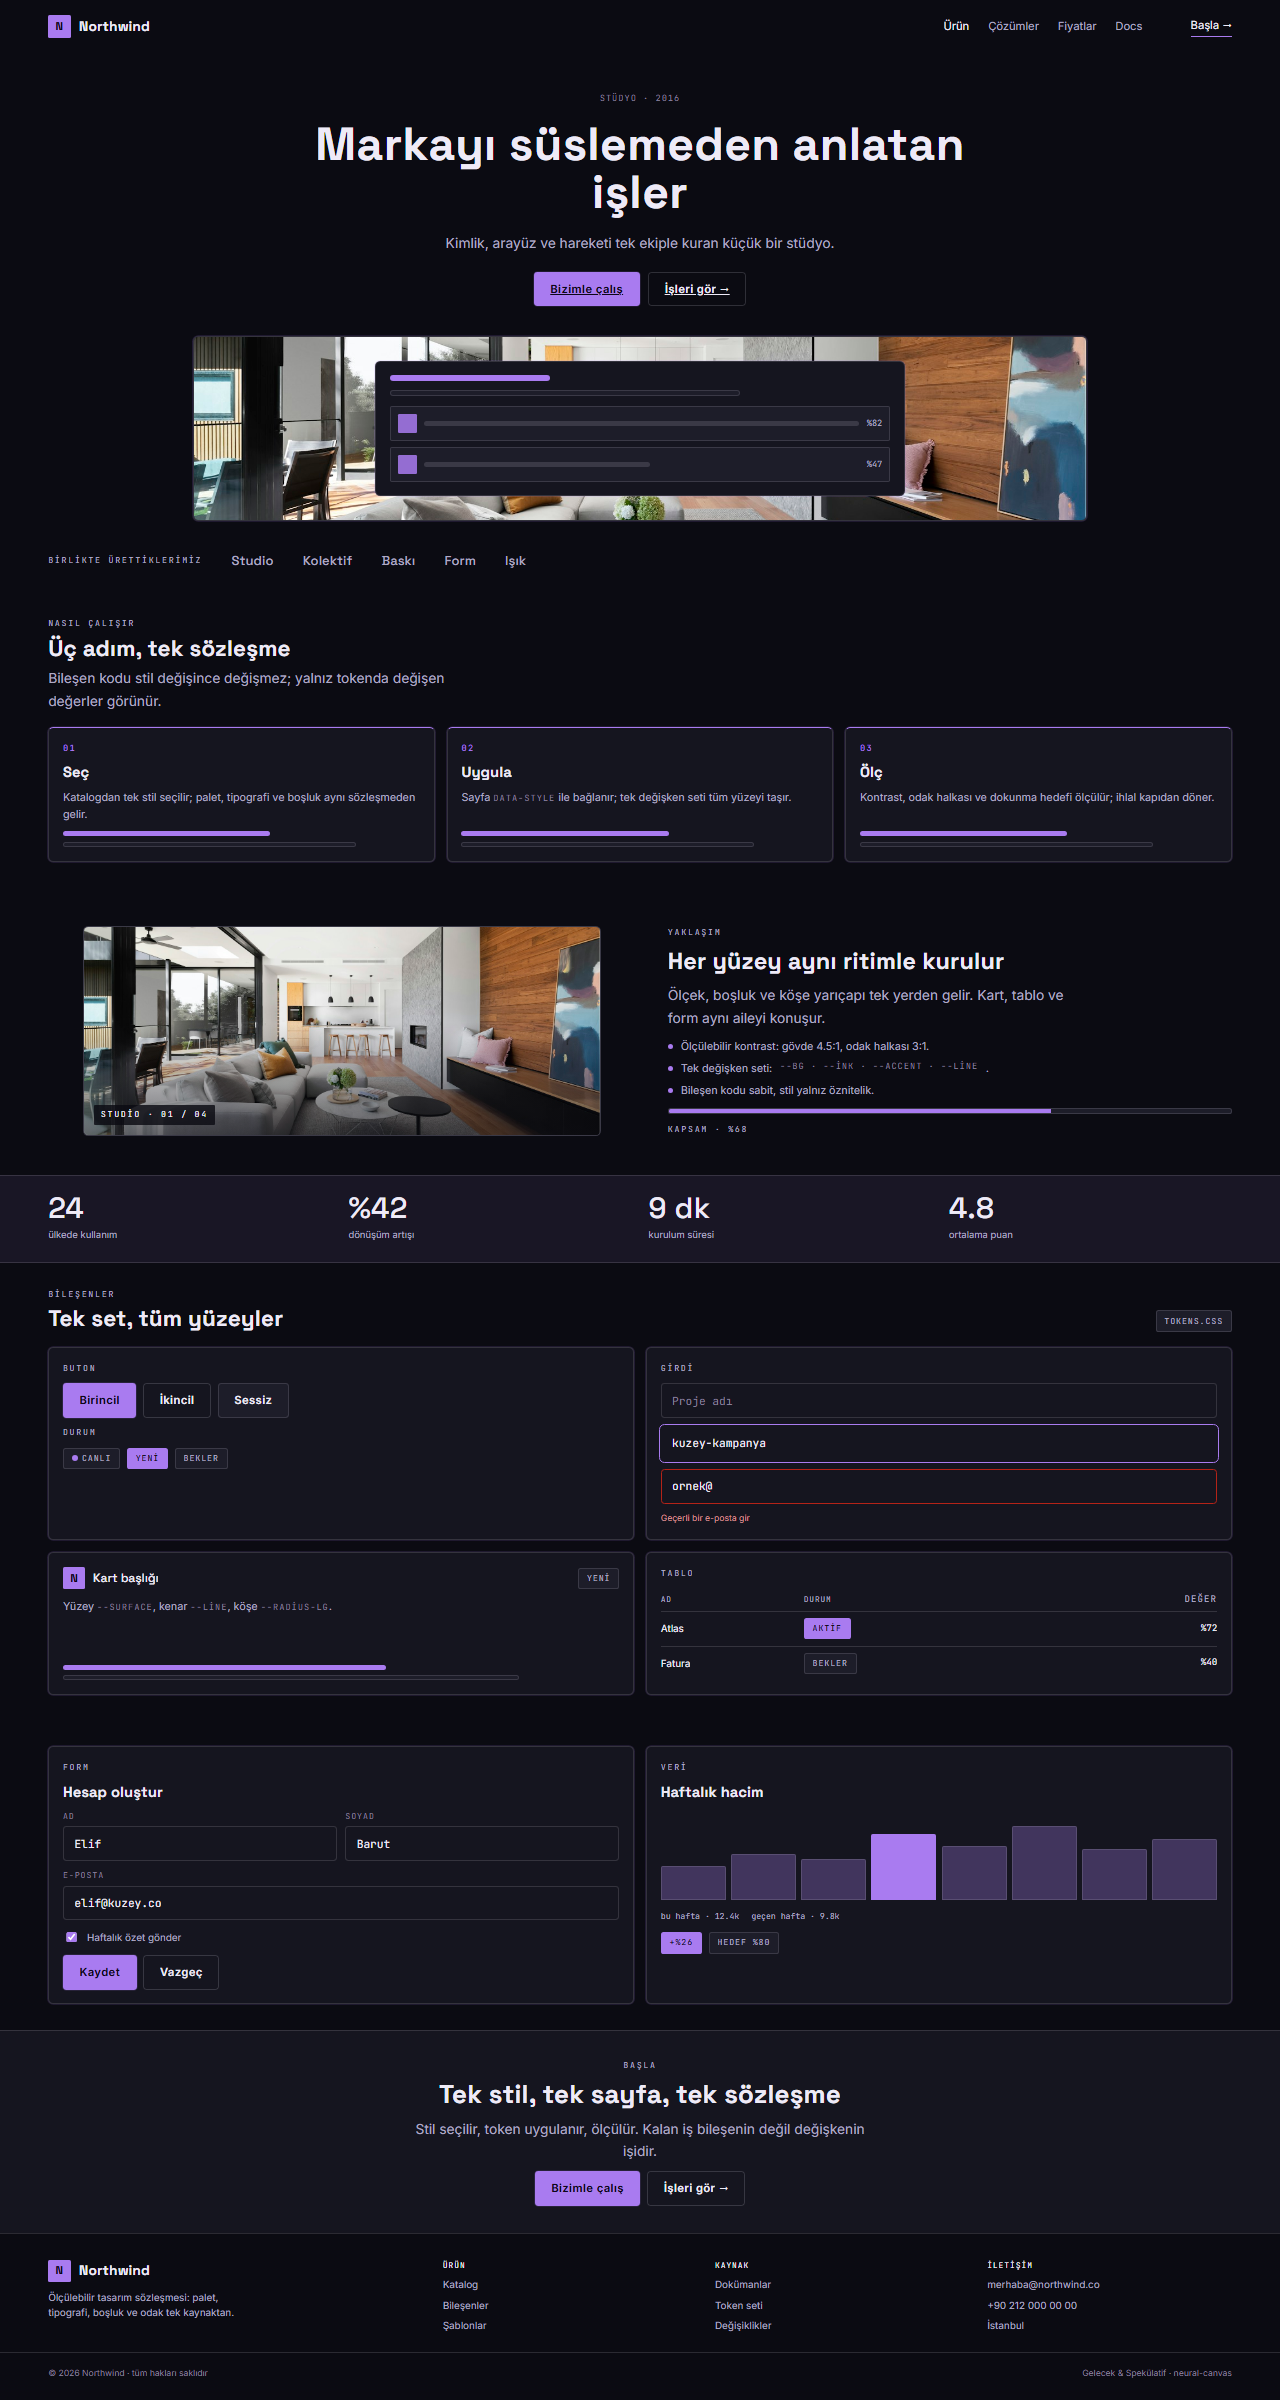 N Northwind
Ürün Çözümler Fiyatlar Docs Başla →
STÜDYO · 2016
Markayı süslemeden anlatan
işler
Kimlik, arayüz ve hareketi tek ekiple kuran küçük bir stüdyo.
Bizimle çalış İşleri gör →
%82
%47
BİRLİKTE ÜRETTİKLERİMİZ Studio Kolektif Baskı Form Işık
NASIL ÇALIŞIR
Üç adım, tek sözleşme
Bileşen kodu stil değişince değişmez; yalnız tokenda değişen
değerler görünür.
01
Seç
Katalogdan tek stil seçilir; palet, tipografi ve boşluk aynı sözleşmeden
gelir.
02
Uygula
Sayfa DATA-STYLE ile bağlanır; tek değişken seti tüm yüzeyi taşır.
03
Ölç
Kontrast, odak halkası ve dokunma hedefi ölçülür; ihlal kapıdan döner.
STUDİO · 01 / 04
YAKLAŞIM
Her yüzey aynı ritimle kurulur
Ölçek, boşluk ve köşe yarıçapı tek yerden gelir. Kart, tablo ve
form aynı aileyi konuşur.
Ölçülebilir kontrast: gövde 4.5:1, odak halkası 3:1.
Tek değişken seti: --BG · --İNK · --ACCENT · --LİNE .
Bileşen kodu sabit, stil yalnız öznitelik.
KAPSAM · %68
24
ülkede kullanım
%42
dönüşüm artışı
9 dk
kurulum süresi
4.8
ortalama puan
BİLEŞENLER
Tek set, tüm yüzeyler
TOKENS.CSS
BUTON
Birincil İkincil Sessiz
DURUM
CANLI YENİ BEKLER
GİRDİ
Proje adı
kuzey-kampanya
ornek@
Geçerli bir e-posta gir
N Kart başlığı YENİ
Yüzey --SURFACE, kenar --LİNE, köşe --RADİUS-LG.
TABLO
AD DURUM DEĞER
Atlas AKTİF %72
Fatura BEKLER %40
FORM
Hesap oluştur
AD SOYAD
Elif Barut
E-POSTA
elif@kuzey.co
Haftalık özet gönder
Kaydet Vazgeç
VERİ
Haftalık hacim
bu hafta · 12.4k geçen hafta · 9.8k
+%26 HEDEF %80
BAŞLA
Tek stil, tek sayfa, tek sözleşme
Stil seçilir, token uygulanır, ölçülür. Kalan iş bileşenin değil değişkenin
işidir.
Bizimle çalış İşleri gör →
N Northwind
Ölçülebilir tasarım sözleşmesi: palet,
tipografi, boşluk ve odak tek kaynaktan.
ÜRÜN
Katalog
Bileşenler
Şablonlar
KAYNAK
Dokümanlar
Token seti
Değişiklikler
İLETİŞİM
merhaba@northwind.co
+90 212 000 00 00
İstanbul
© 2026 Northwind · tüm hakları saklıdır
Gelecek & Spekülatif · neural-canvas